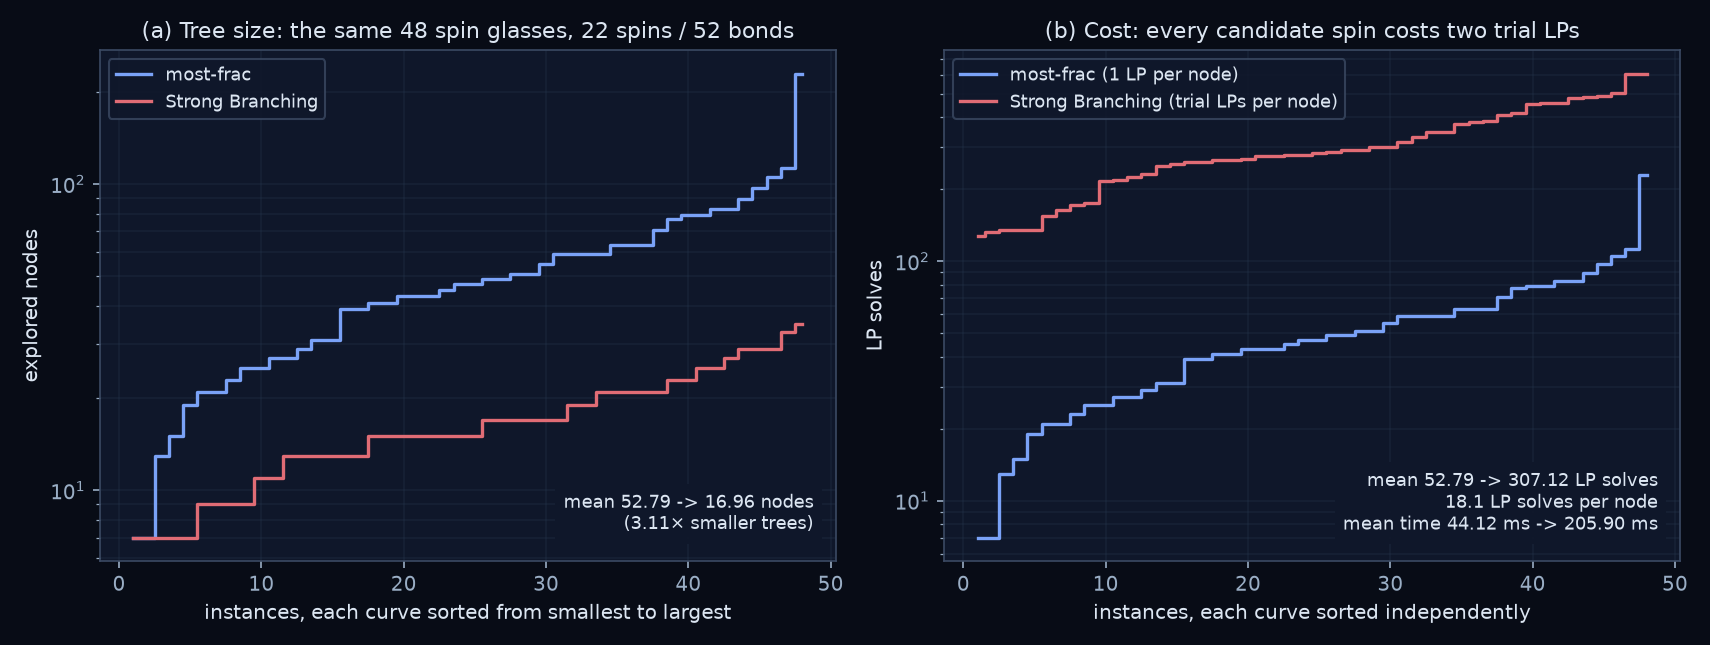 (a) Tree size: the same 48 spin glasses, 22 spins / 52 bonds
most-frac
Strong Branching
explored nodes
10²
10¹
mean 52.79 -> 16.96 nodes
(3.11× smaller trees)
0 10 20 30 40 50
instances, each curve sorted from smallest to largest
(b) Cost: every candidate spin costs two trial LPs
most-frac (1 LP per node)
Strong Branching (trial LPs per node)
LP solves
10²
10¹
mean 52.79 -> 307.12 LP solves
18.1 LP solves per node
mean time 44.12 ms -> 205.90 ms
0 10 20 30 40 50
instances, each curve sorted independently